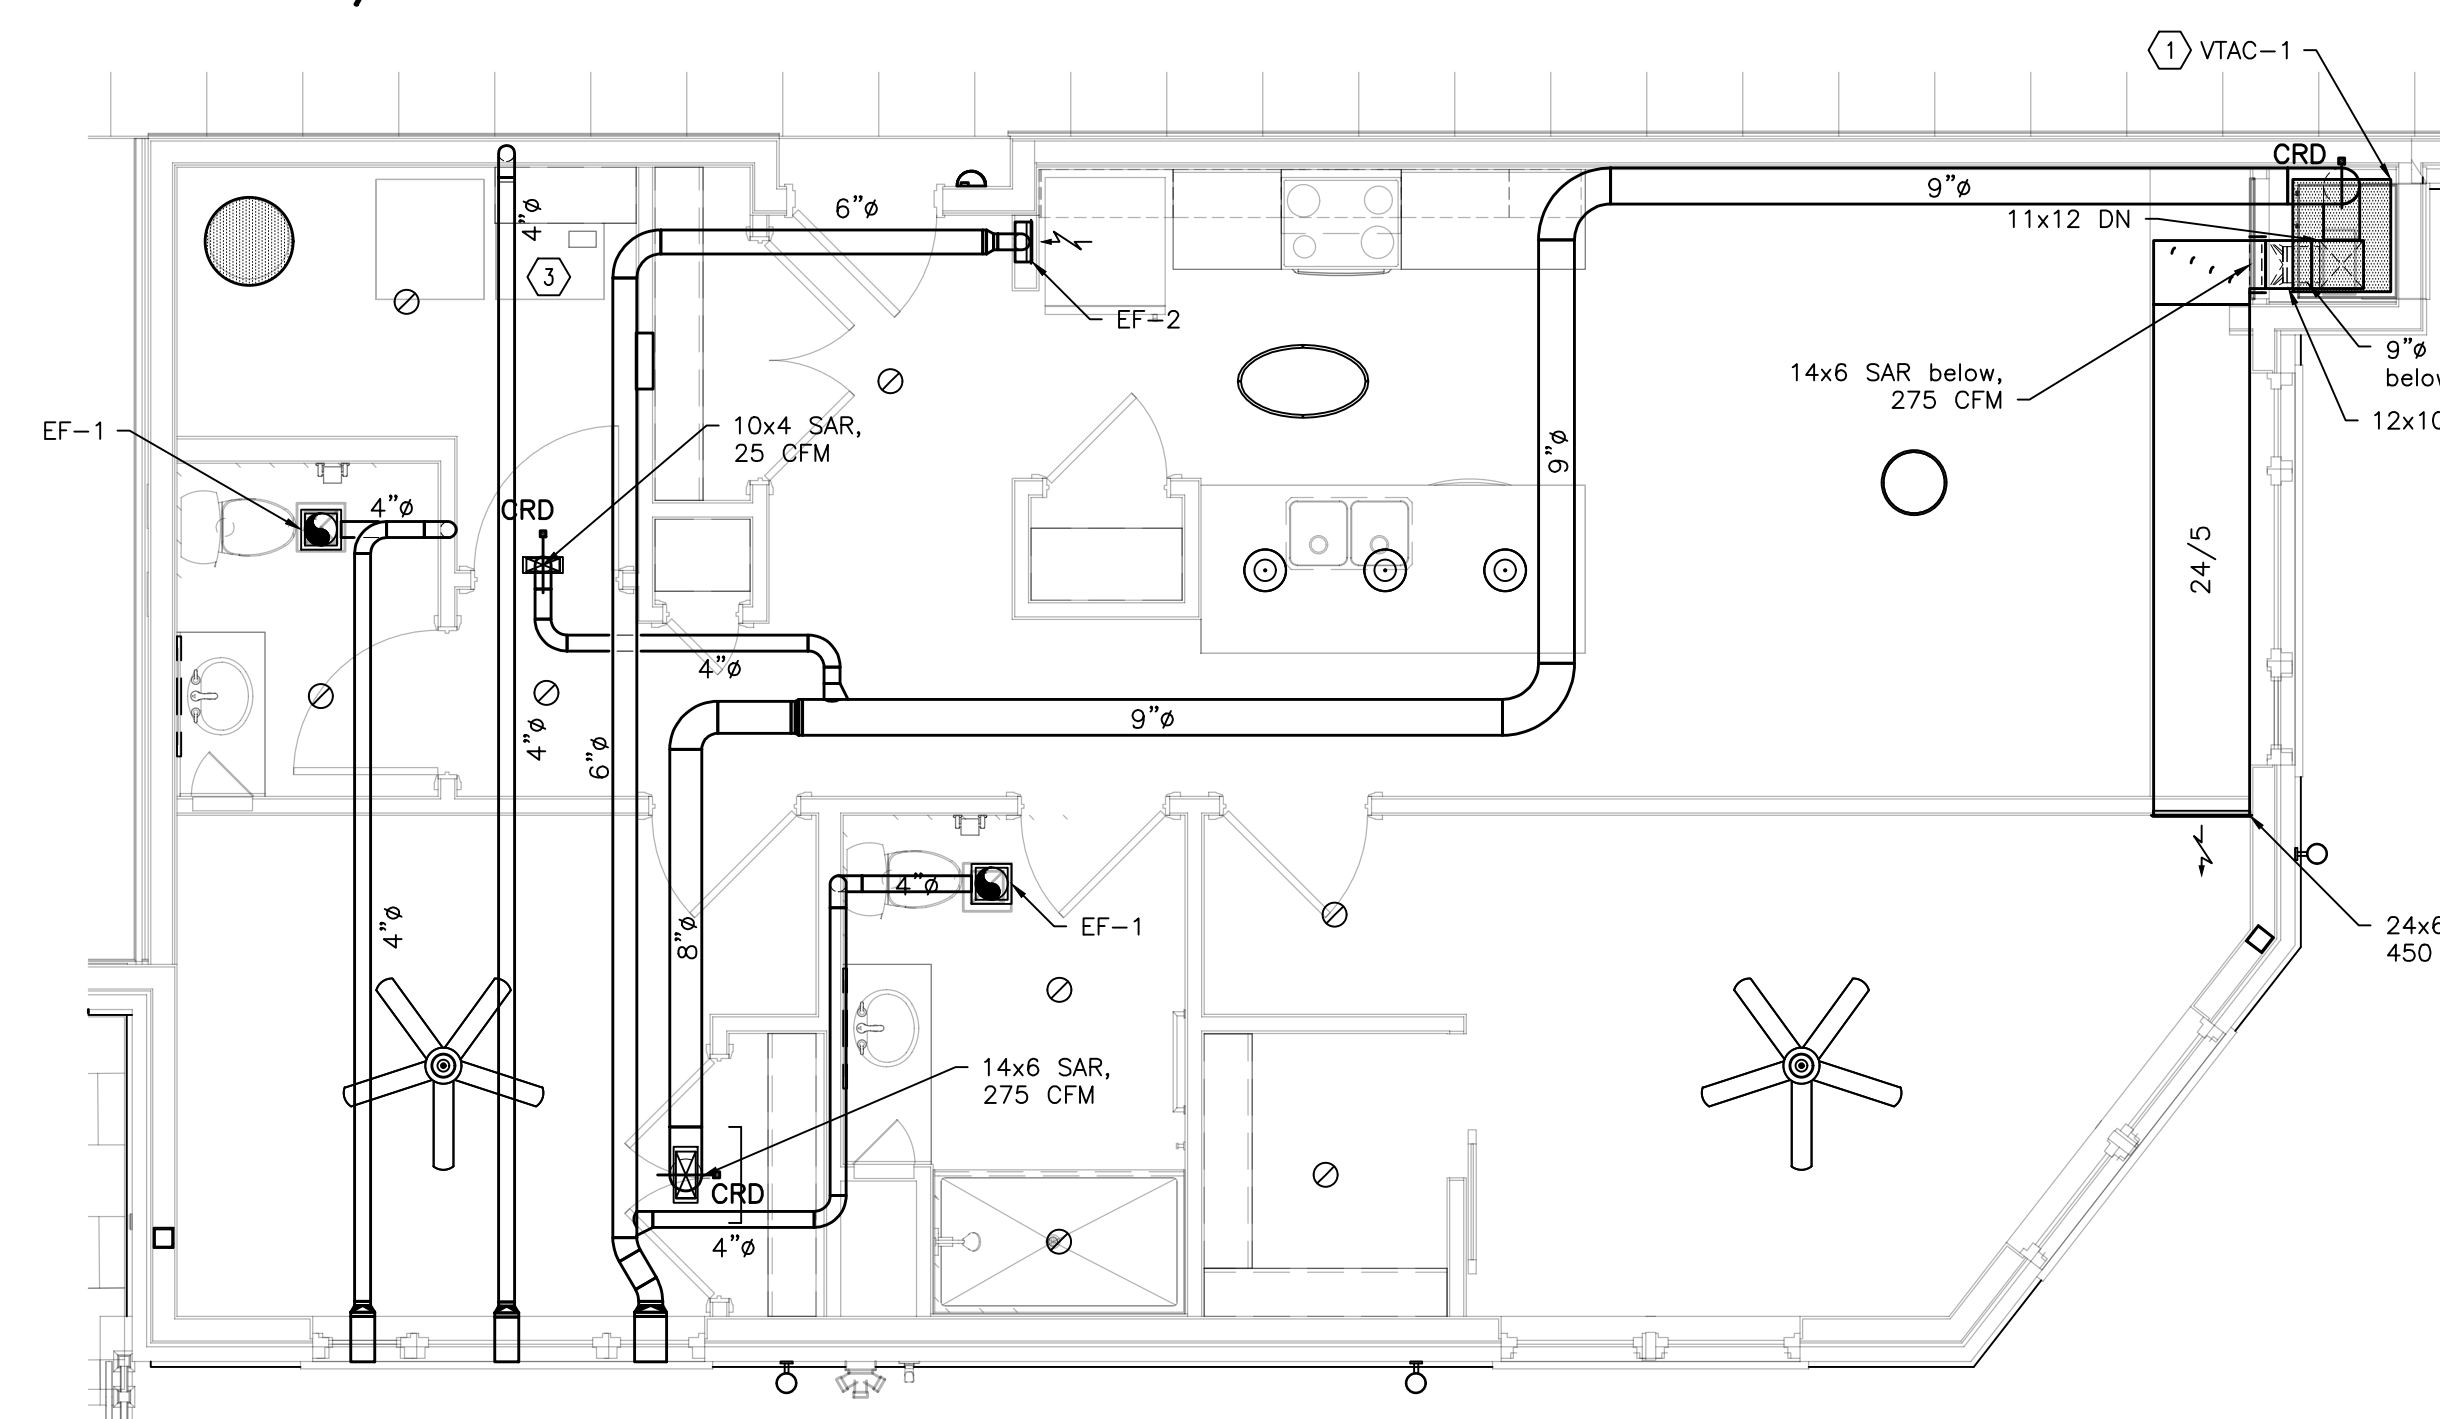 1 VTAC-1
CRD
9"ø
11x12 DN
6"ø
4"ø
3
EF-2
9"ø
below
14x6 SAR below,
275 CFM
12x10
10x4 SAR,
25 CFM
EF-1
9"ø
4"ø
CRD
24/5
4"ø
9"ø
4"ø
6"ø
4"ø
4"ø
8"ø
EF-1
24x6
450
14x6 SAR,
275 CFM
CRD
4"ø